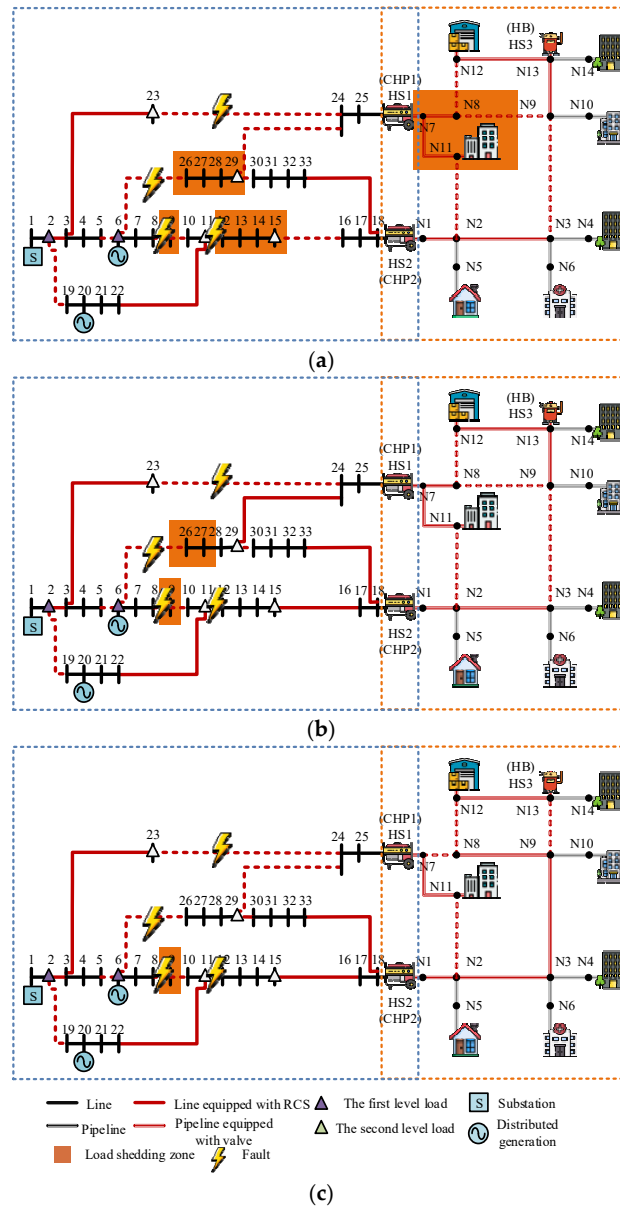 (HB)
HS3
N12 N13 N14
(CHP1)
HS1
23 24 25
N8 N9 N10
N7
N11
26 27 28 29 30 31 32 33
1 2 3 4 5 6 7 8 10 11 12 13 14 15 16 17 18
N1 N2 N3 N4
S
HS2
(CHP2)
N5 N6
19 20 21 22
(a)
(HB)
HS3
N12 N13 N14
(CHP1)
HS1
23 24 25
N8 N9 N10
N7
N11
26 27 28 29 30 31 32 33
1 2 3 4 5 6 7 8 9 10 11 12 13 14 15 16 17 18
N1 N2 N3 N4
S
HS2
(CHP2)
N5 N6
19 20 21 22
(b)
(HB)
HS3
N12 N13 N14
(CHP1)
HS1
23 24 25
N8 N9 N10
N7
N11
26 27 28 29 30 31 32 33
1 2 3 4 5 6 7 8 10 11 12 13 14 15 16 17 18
N1 N2 N3 N4
S
HS2
(CHP2)
N5 N6
19 20 21 22
Line Line equipped with RCS The first level load S Substation
Pipeline Pipeline equipped
with valve The second level load Distributed
generation
Load shedding zone Fault
(c)